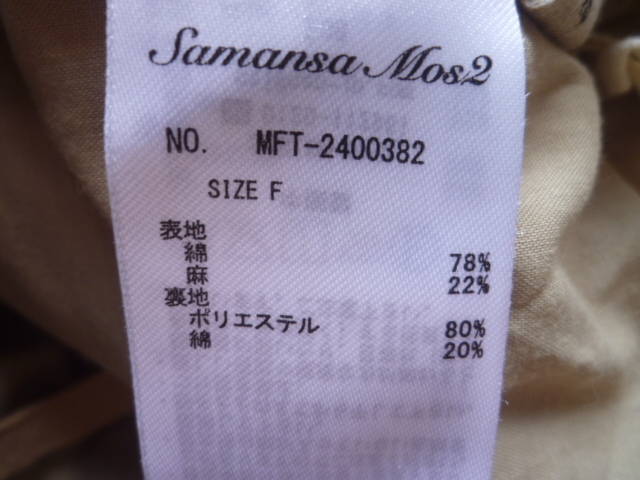 Samansa Mos2
NO. MFT-2400382
SIZE F
表地
綿 78%
麻 22%
裏地
ポリエステル 80%
綿 20%